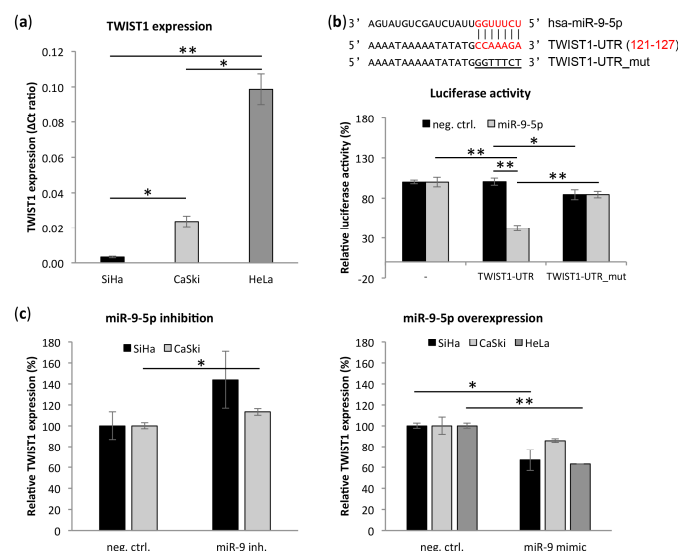 (a)
TWIST1 expression
TWIST1 expression (ΔCt ratio)
0.12
0.10
0.08
0.06
0.04
0.02
0.00
**
*
*
SiHa CaSki HeLa
(b)
3’ AGUAUGUCGAUCUAUUGGUUUCU 5’ hsa-miR-9-5p
5’ AAAATAAAAATATATGCCAAAGA 3’ TWIST1-UTR (121-127)
5’ AAAATAAAAATATATGGGTTTCT 3’ TWIST1-UTR_mut
Luciferase activity
neg. ctrl. miR-9-5p
Relative luciferase activity (%)
180
130
80
30
-20
*
**
**
**
- TWIST1-UTR TWIST1-UTR_mut
(c)
miR-9-5p inhibition
SiHa CaSki
Relative TWIST1 expression (%)
180
160
140
120
100
80
60
40
20
0
*
neg. ctrl. miR-9 inh.
miR-9-5p overexpression
SiHa CaSki HeLa
Relative TWIST1 expression (%)
180
160
140
120
100
80
60
40
20
0
*
**
neg. ctrl. miR-9 mimic